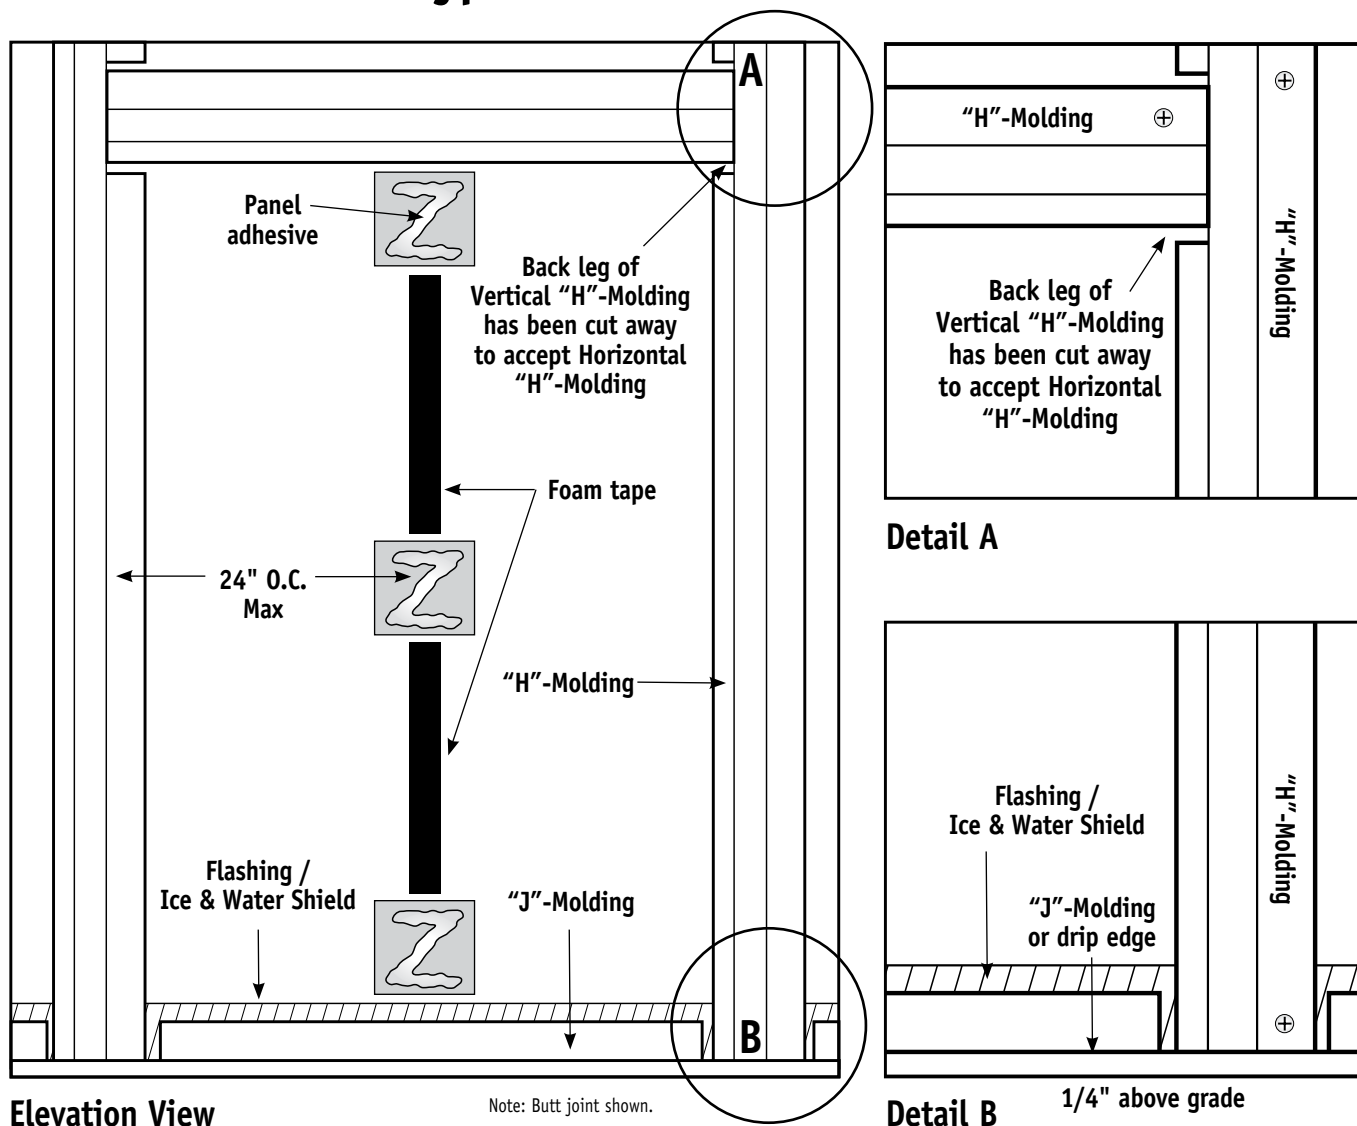 A
Panel
adhesive
Back leg of
Vertical “H”-Molding
has been cut away
to accept Horizontal
“H”-Molding
Foam tape
24" O.C.
Max
“H”-Molding
Flashing /
Ice & Water Shield
“J”-Molding
B
Elevation View
Note: Butt joint shown.
“H”-Molding
“H”-Molding
Back leg of
Vertical “H”-Molding
has been cut away
to accept Horizontal
“H”-Molding
Detail A
“H”-Molding
Flashing /
Ice & Water Shield
“J”-Molding
or drip edge
Detail B
1/4" above grade